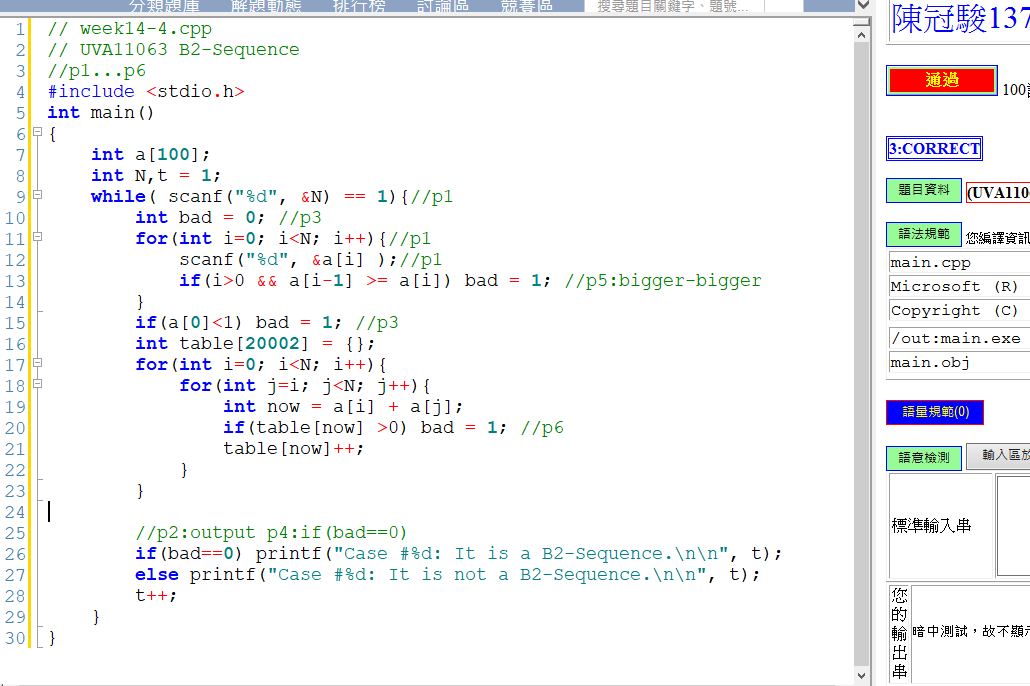 分類題庫 解題動態 排行榜 討論區 競賽區 搜尋題目關鍵字、題號...
1 // week14-4.cpp
2 // UVA11063 B2-Sequence
3 //p1...p6
4 #include <stdio.h>
5 int main()
6 {
7 int a[100];
8 int N,t = 1;
9 while( scanf("%d", &N) == 1){//p1
10 int bad = 0; //p3
11 for(int i=0; i<N; i++){//p1
12 scanf("%d", &a[i] );//p1
13 if(i>0 && a[i-1] >= a[i]) bad = 1; //p5:bigger-bigger
14 }
15 if(a[0]<1) bad = 1; //p3
16 int table[20002] = {};
17 for(int i=0; i<N; i++){
18 for(int j=i; j<N; j++){
19 int now = a[i] + a[j];
20 if(table[now] >0) bad = 1; //p6
21 table[now]++;
22 }
23 }
24
25 //p2:output p4:if(bad==0)
26 if(bad==0) printf("Case #%d: It is a B2-Sequence.\n\n", t);
27 else printf("Case #%d: It is not a B2-Sequence.\n\n", t);
28 t++;
29 }
30 }
陳冠駿137
通過 100
3:CORRECT
題目資料 (UVA110
語法規範 您編譯資訊
main.cpp
Microsoft (R)
Copyright (C)
/out:main.exe
main.obj
語量規範(0)
語意檢測 輸入區
標準輸入串
您的輸出串
暗中測試，故不顯示